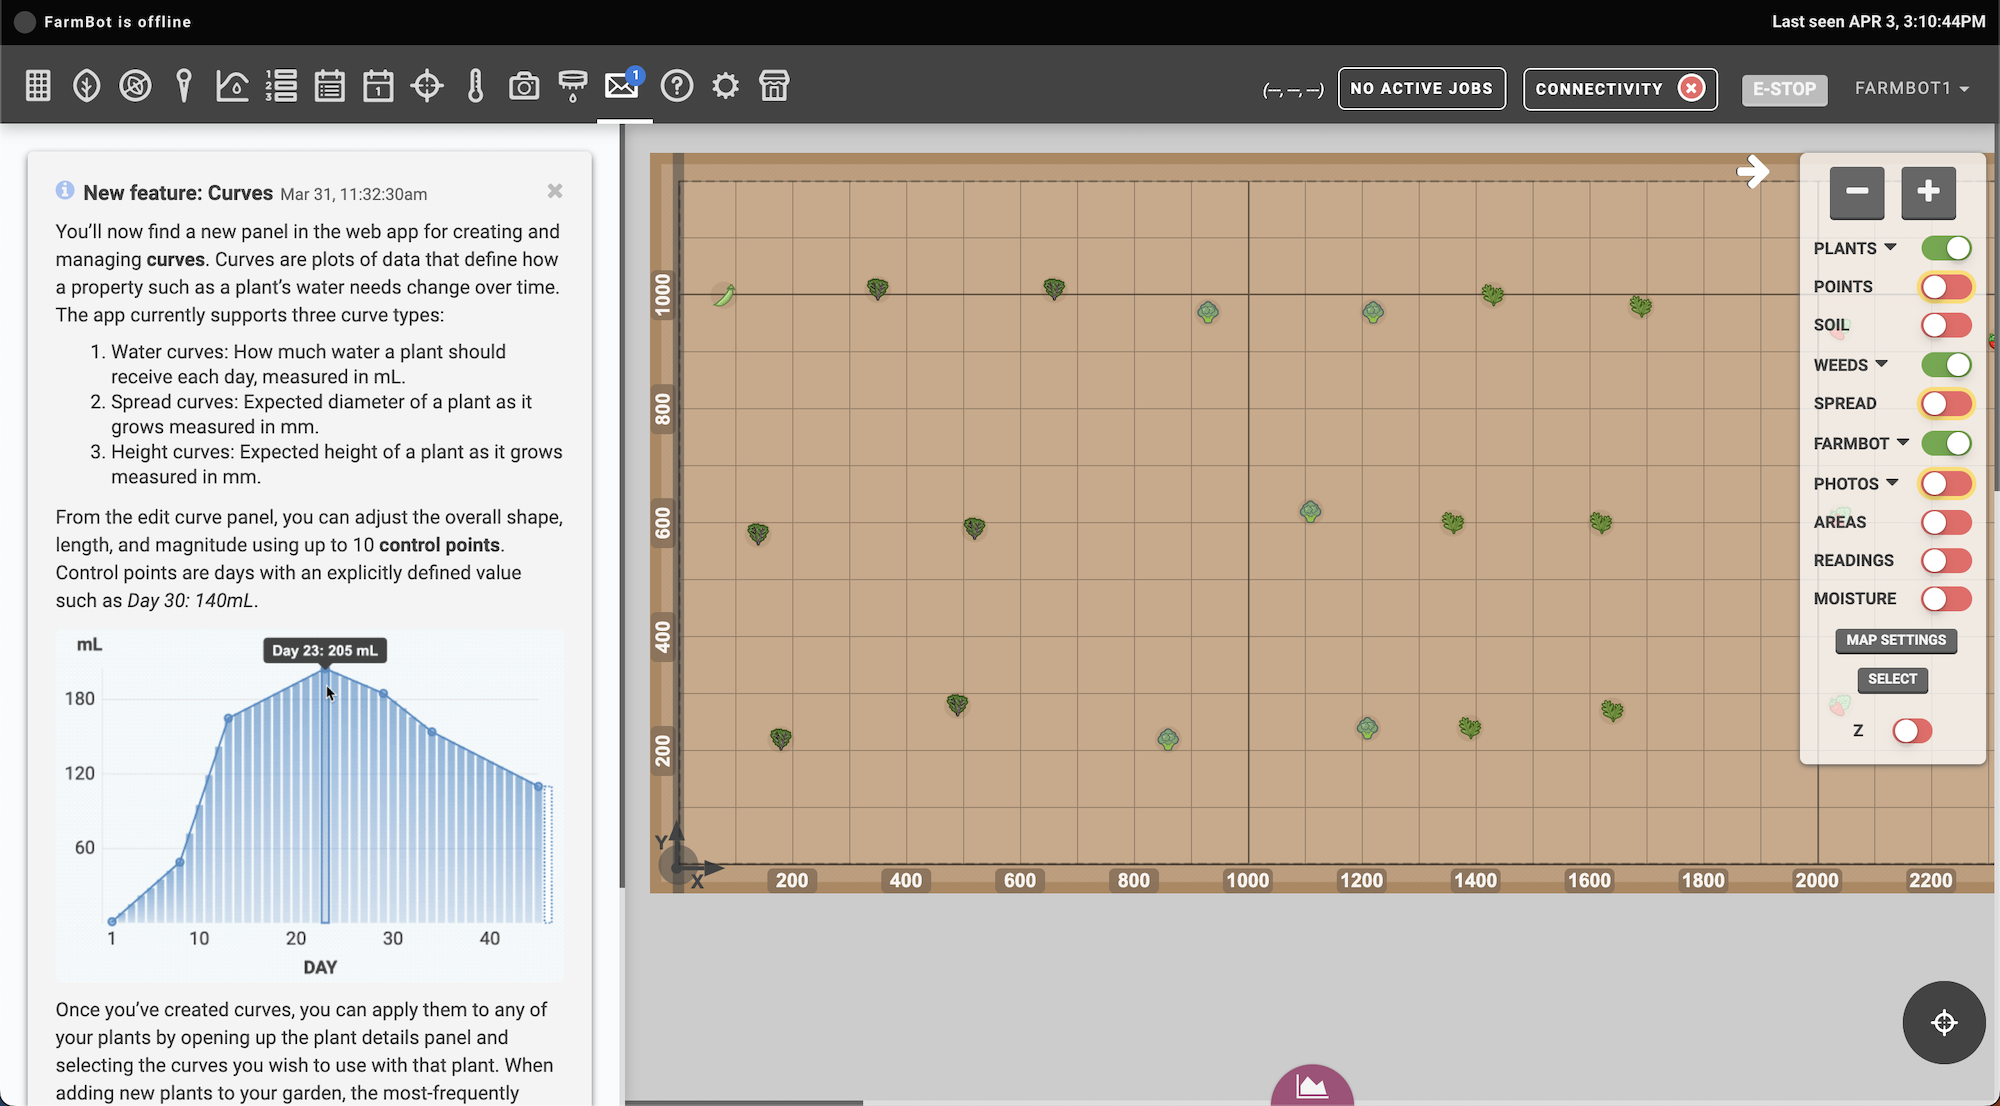 FarmBot is offline
Last seen APR 3, 3:10:44PM
1
2
3
1
1
(—, —, —)
NO ACTIVE JOBS
CONNECTIVITY
E-STOP
FARMBOT1
New feature: Curves Mar 31, 11:32:30am
You’ll now find a new panel in the web app for creating and
managing curves. Curves are plots of data that define how
a property such as a plant’s water needs change over time.
The app currently supports three curve types:
1. Water curves: How much water a plant should
receive each day, measured in mL.
2. Spread curves: Expected diameter of a plant as it
grows measured in mm.
3. Height curves: Expected height of a plant as it grows
measured in mm.
From the edit curve panel, you can adjust the overall shape,
length, and magnitude using up to 10 control points.
Control points are days with an explicitly defined value
such as Day 30: 140mL.
mL
Day 23: 205 mL
180
120
60
1 10 20 30 40
DAY
Once you’ve created curves, you can apply them to any of
your plants by opening up the plant details panel and
selecting the curves you wish to use with that plant. When
adding new plants to your garden, the most-frequently
1000
800
600
400
200
Y
X
200 400 600 800 1000 1200 1400 1600 1800 2000 2200
PLANTS
POINTS
SOIL
WEEDS
SPREAD
FARMBOT
PHOTOS
AREAS
READINGS
MOISTURE
MAP SETTINGS
SELECT
Z